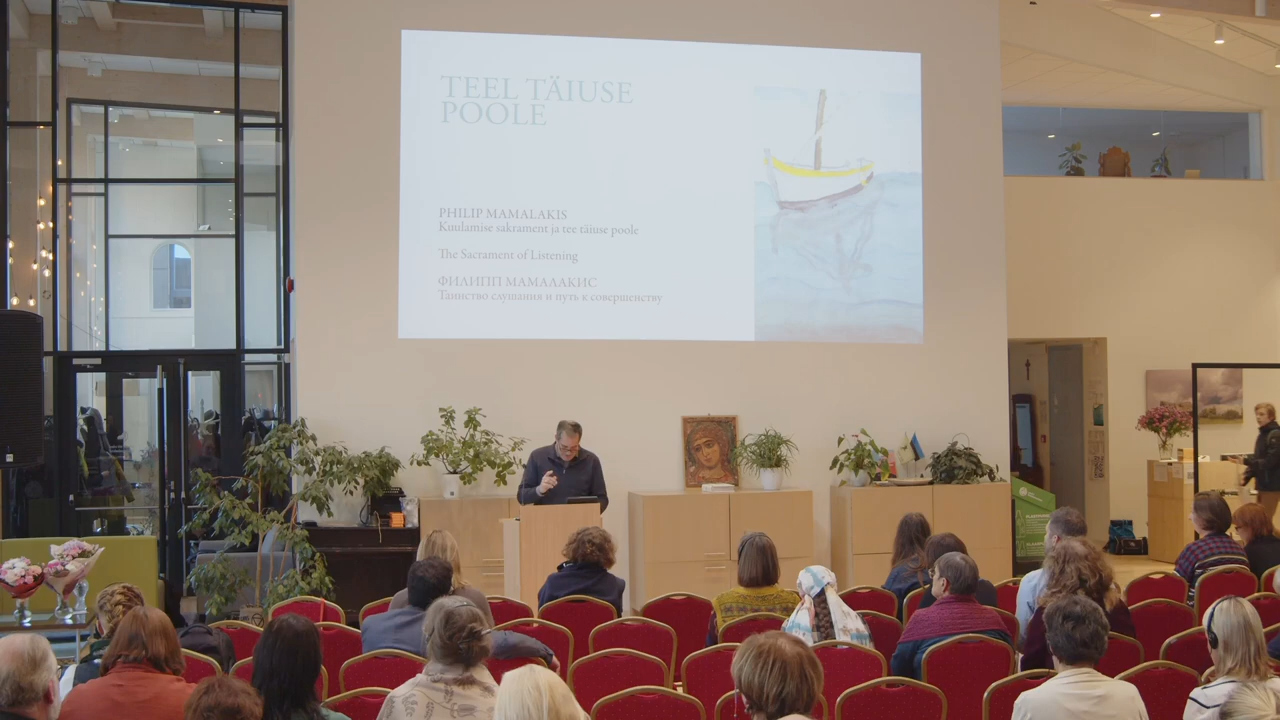 TEEL TÄIUSE
POOLE
PHILIP MAMALAKIS
Kuulamise sakrament ja tee täiuse poole
The Sacrament of Listening
ФИЛИПП МАМАЛАКИС
Таинство слушания и путь к совершенству